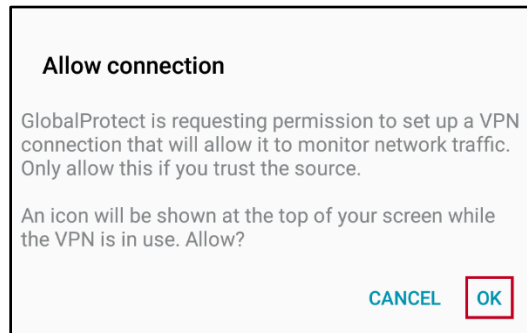 Allow connection
GlobalProtect is requesting permission to set up a VPN
connection that will allow it to monitor network traffic.
Only allow this if you trust the source.
An icon will be shown at the top of your screen while
the VPN is in use. Allow?
CANCEL OK